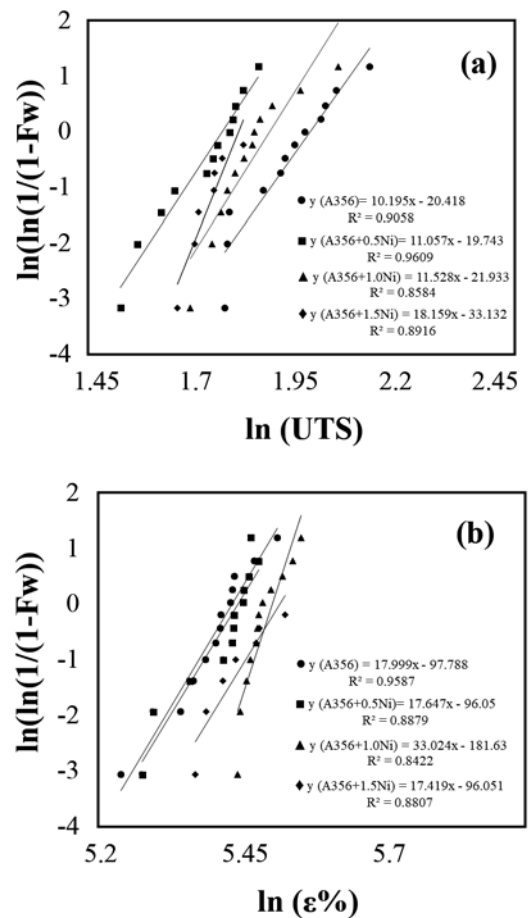 2
(a)
1
0
-1
-2
-3
-4
ln(ln(1/(1-Fw))
y (A356)= 10.195x - 20.418
R² = 0.9058
y (A356+0.5Ni)= 11.057x - 19.743
R² = 0.9609
y (A356+1.0Ni) = 11.528x - 21.933
R² = 0.8584
y (A356+1.5Ni) = 18.159x - 33.132
R² = 0.8916
1.45 1.7 1.95 2.2 2.45
ln (UTS)
2
(b)
1
0
-1
-2
-3
-4
ln(ln(1/(1-Fw))
y (A356) = 17.999x - 97.788
R² = 0.9587
y (A356+0.5Ni)= 17.647x - 96.05
R² = 0.8879
y (A356+1.0Ni) = 33.024x - 181.63
R² = 0.8422
y (A356+1.5Ni) = 17.419x - 96.051
R² = 0.8807
5.2 5.45 5.7
ln (ε%)